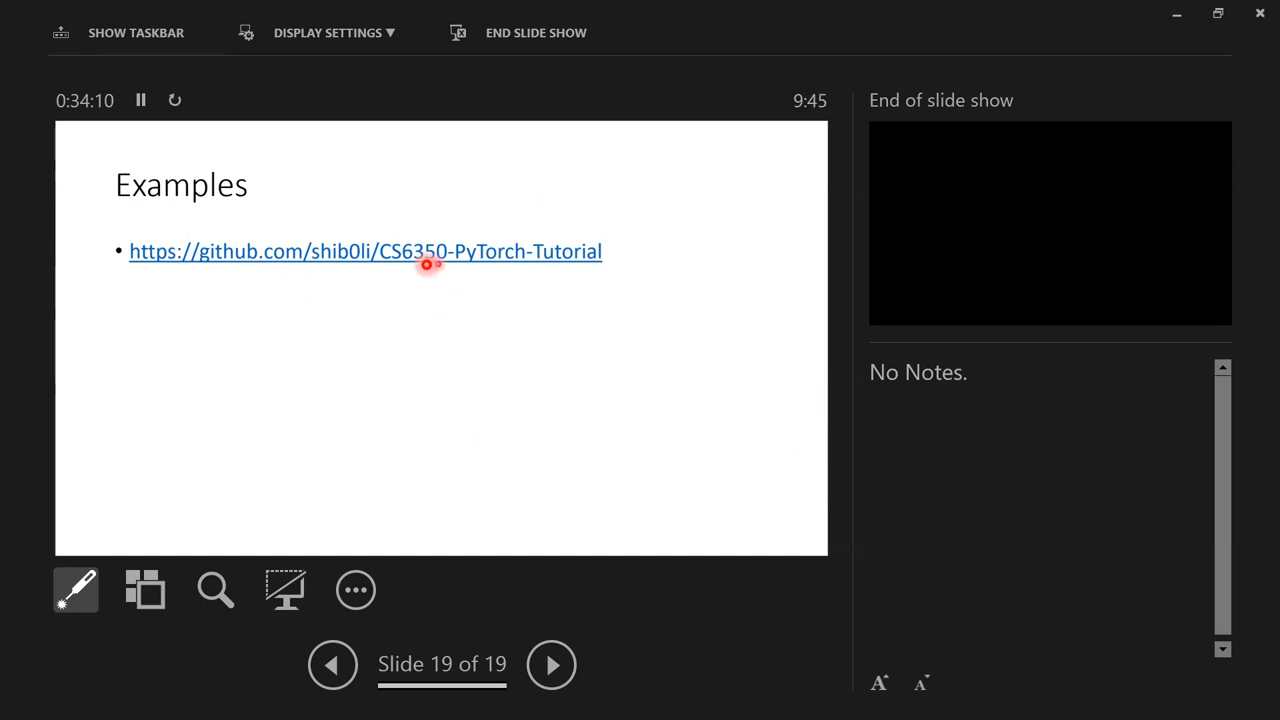 SHOW TASKBAR
DISPLAY SETTINGS ▼
END SLIDE SHOW
0:34:10
9:45
End of slide show
Examples
• https://github.com/shib0li/CS6350-PyTorch-Tutorial
No Notes.
Slide 19 of 19
A A